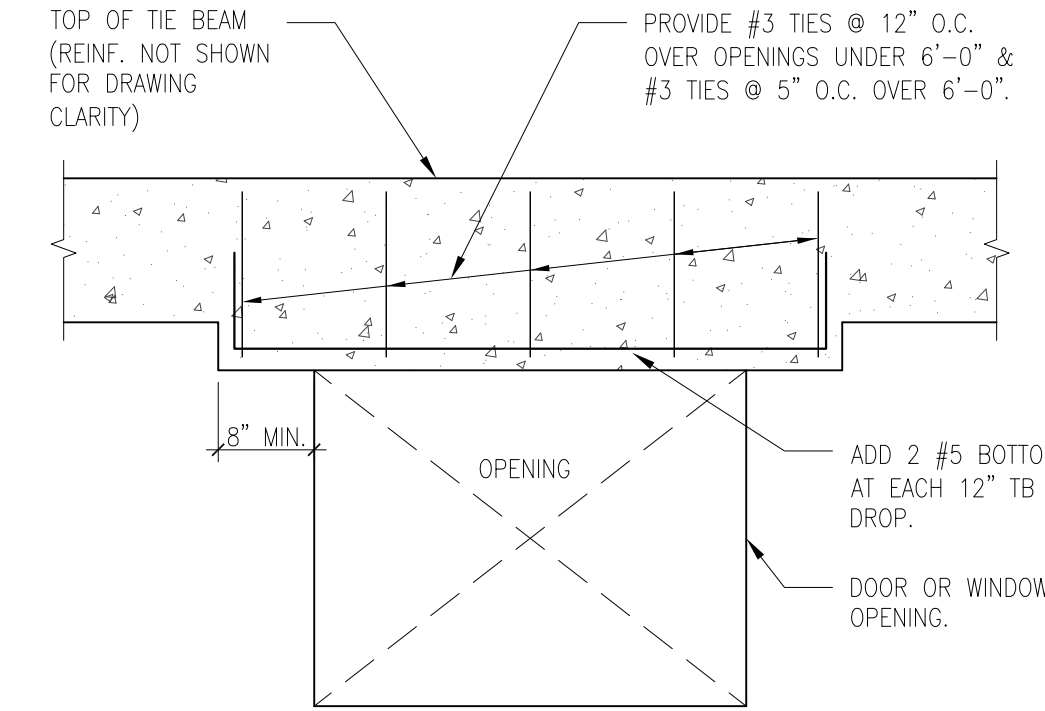 TOP OF TIE BEAM
(REINF. NOT SHOWN
FOR DRAWING
CLARITY)
PROVIDE #3 TIES @ 12” O.C.
OVER OPENINGS UNDER 6’-0” &
#3 TIES @ 5” O.C. OVER 6’-0”.
8” MIN.
OPENING
ADD 2 #5 BOTTO
AT EACH 12” TB
DROP.
DOOR OR WINDOW
OPENING.